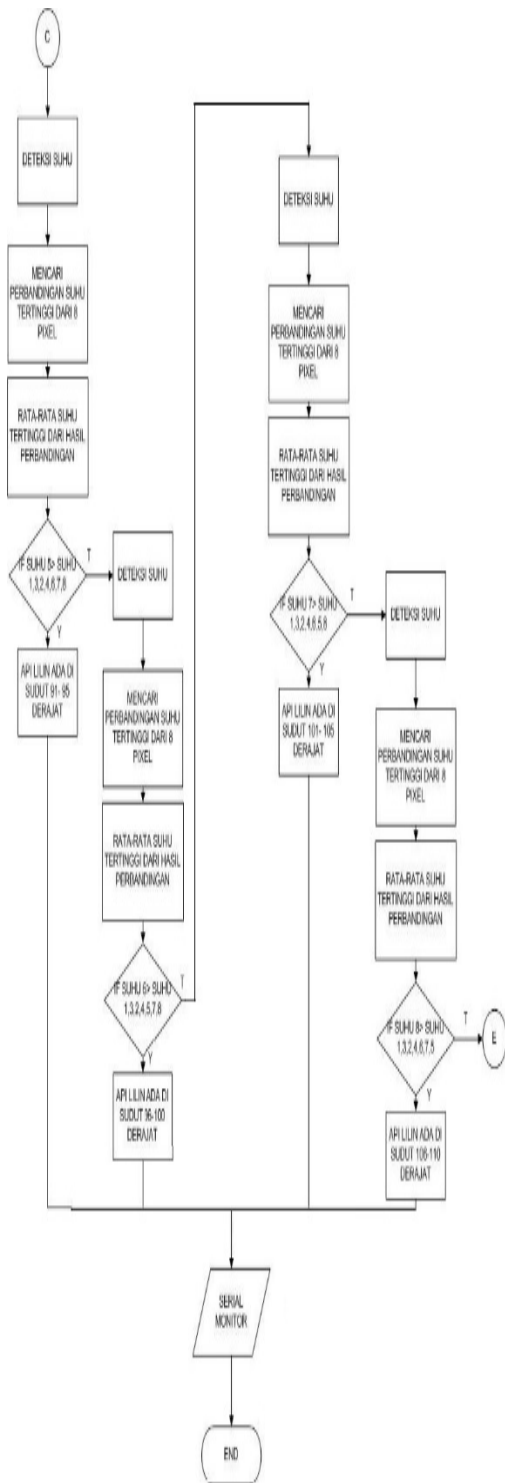 C
DETEKSI SUHU
MENCARI
PERBANDINGAN SUHU
TERTINGGI DARI 8
PIXEL
RATA-RATA SUHU
TERTINGGI DARI HASIL
PERBANDINGAN
IF SUHU 5> SUHU
1,3,2,4,6,7,8
T
Y
API LILIN ADA DI
SUDUT 91- 95
DERAJAT
DETEKSI SUHU
MENCARI
PERBANDINGAN SUHU
TERTINGGI DARI 8
PIXEL
RATA-RATA SUHU
TERTINGGI DARI HASIL
PERBANDINGAN
IF SUHU 6> SUHU
1,3,2,4,5,7,8
T
Y
API LILIN ADA DI
SUDUT 96-100
DERAJAT
DETEKSI SUHU
MENCARI
PERBANDINGAN SUHU
TERTINGGI DARI 8
PIXEL
RATA-RATA SUHU
TERTINGGI DARI HASIL
PERBANDINGAN
IF SUHU 7> SUHU
1,3,2,4,6,5,8
T
Y
API LILIN ADA DI
SUDUT 101- 105
DERAJAT
DETEKSI SUHU
MENCARI
PERBANDINGAN SUHU
TERTINGGI DARI 8
PIXEL
RATA-RATA SUHU
TERTINGGI DARI HASIL
PERBANDINGAN
IF SUHU 8> SUHU
1,3,2,4,6,7,5
T
E
Y
API LILIN ADA DI
SUDUT 106-110
DERAJAT
SERIAL
MONITOR
END